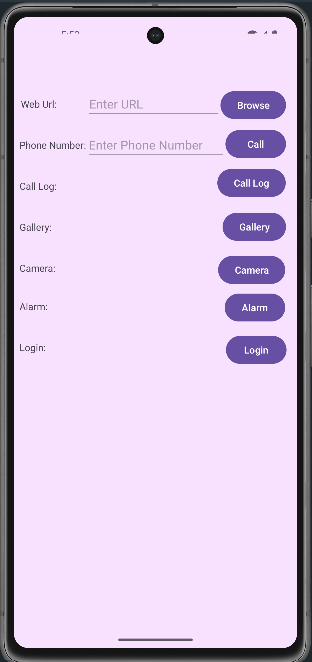 Web Url: Enter URL Browse
Phone Number: Enter Phone Number Call
Call Log: Call Log
Gallery: Gallery
Camera: Camera
Alarm: Alarm
Login: Login